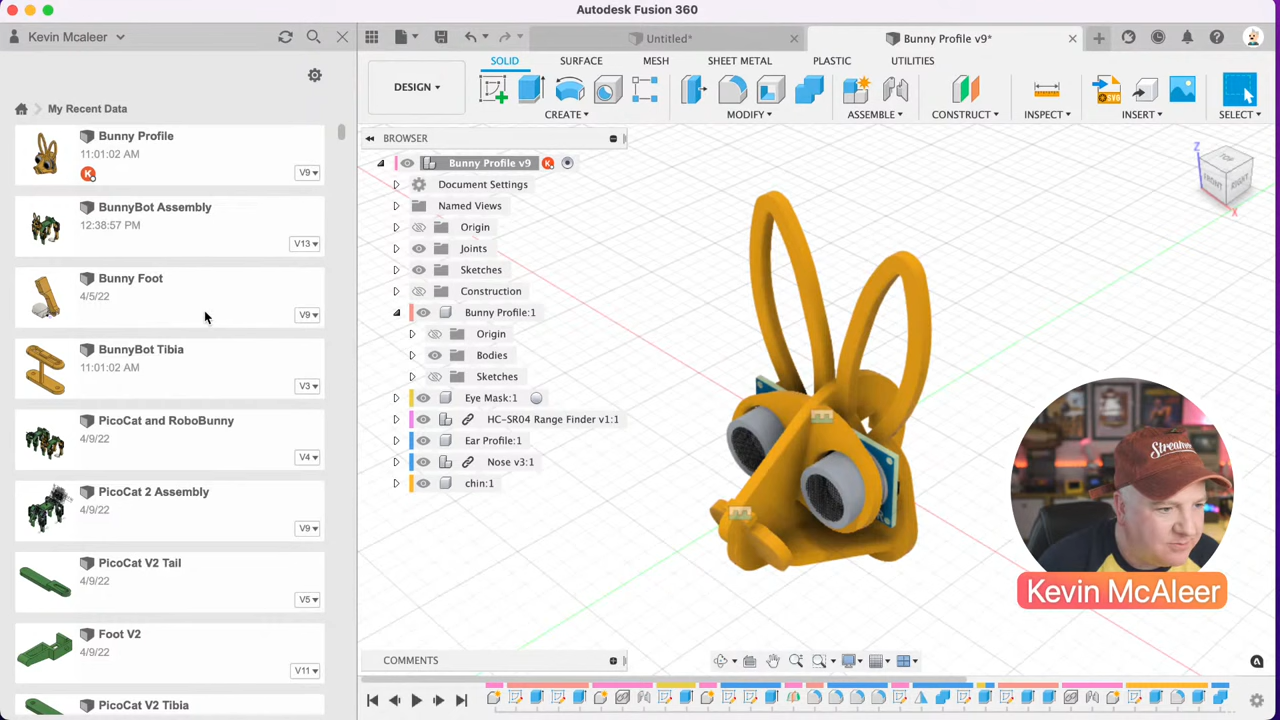 Autodesk Fusion 360
Kevin Mcaleer
Untitled*
Bunny Profile v9*
DESIGN
SOLID SURFACE MESH SHEET METAL PLASTIC UTILITIES
CREATE MODIFY ASSEMBLE CONSTRUCT INSPECT INSERT SELECT
My Recent Data
Bunny Profile
11:01:02 AM
K
V9
BunnyBot Assembly
12:38:57 PM
V13
Bunny Foot
4/5/22
V9
BunnyBot Tibia
11:01:02 AM
V3
PicoCat and RoboBunny
4/9/22
V4
PicoCat 2 Assembly
4/9/22
V9
PicoCat V2 Tail
4/9/22
V5
Foot V2
4/9/22
V11
PicoCat V2 Tibia
BROWSER
Bunny Profile v9 K
Document Settings
Named Views
Origin
Joints
Sketches
Construction
Bunny Profile:1
Origin
Bodies
Sketches
Eye Mask:1
HC-SR04 Range Finder v1:1
Ear Profile:1
Nose v3:1
chin:1
Z
TOP
FRONT
RIGHT
X
Streamer
Kevin McAleer
COMMENTS